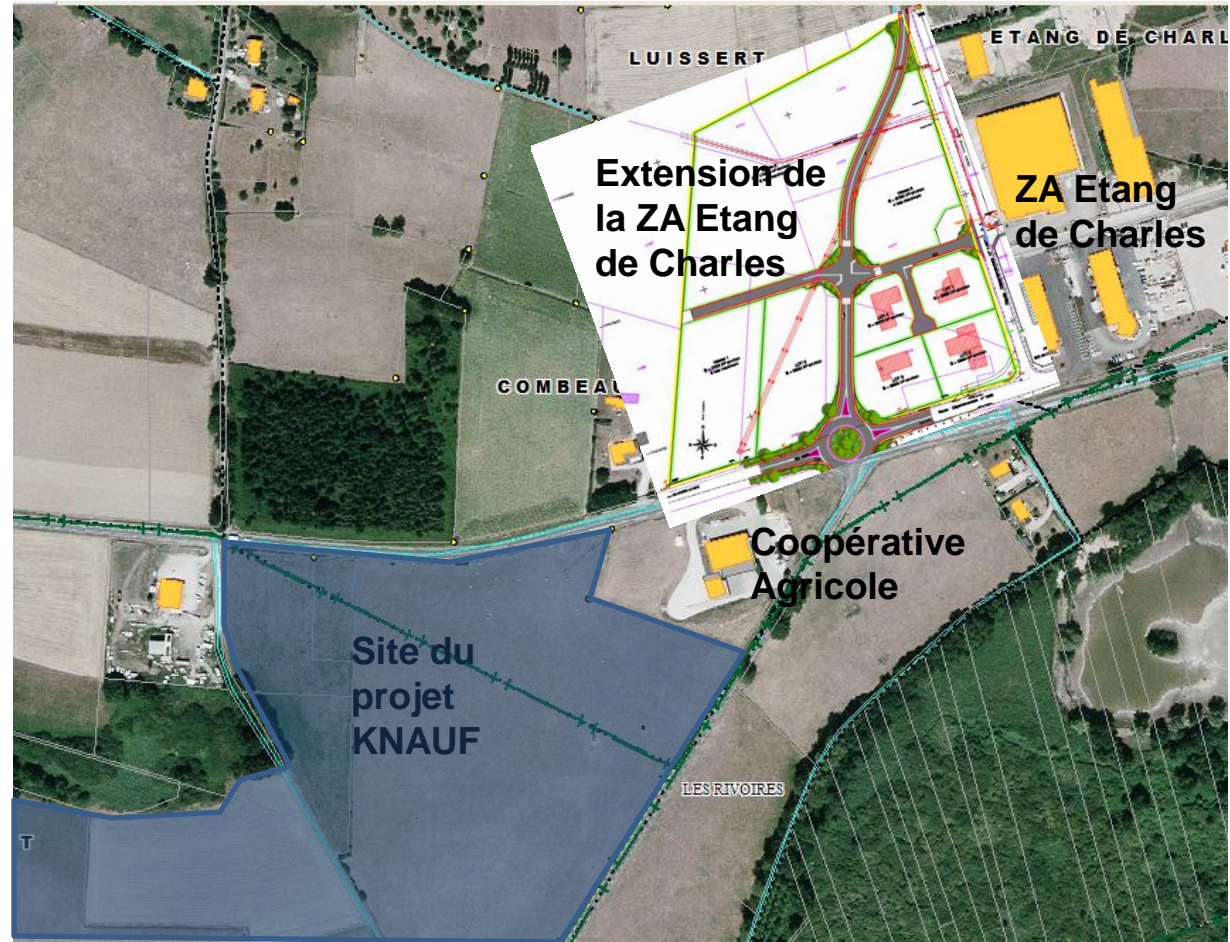 LUISSERT
ETANG DE CHARL
Extension de
la ZA Etang
de Charles
ZA Etang
de Charles
COMBEAU
Coopérative
Agricole
Site du
projet
KNAUF
LES RIVOIRES
T